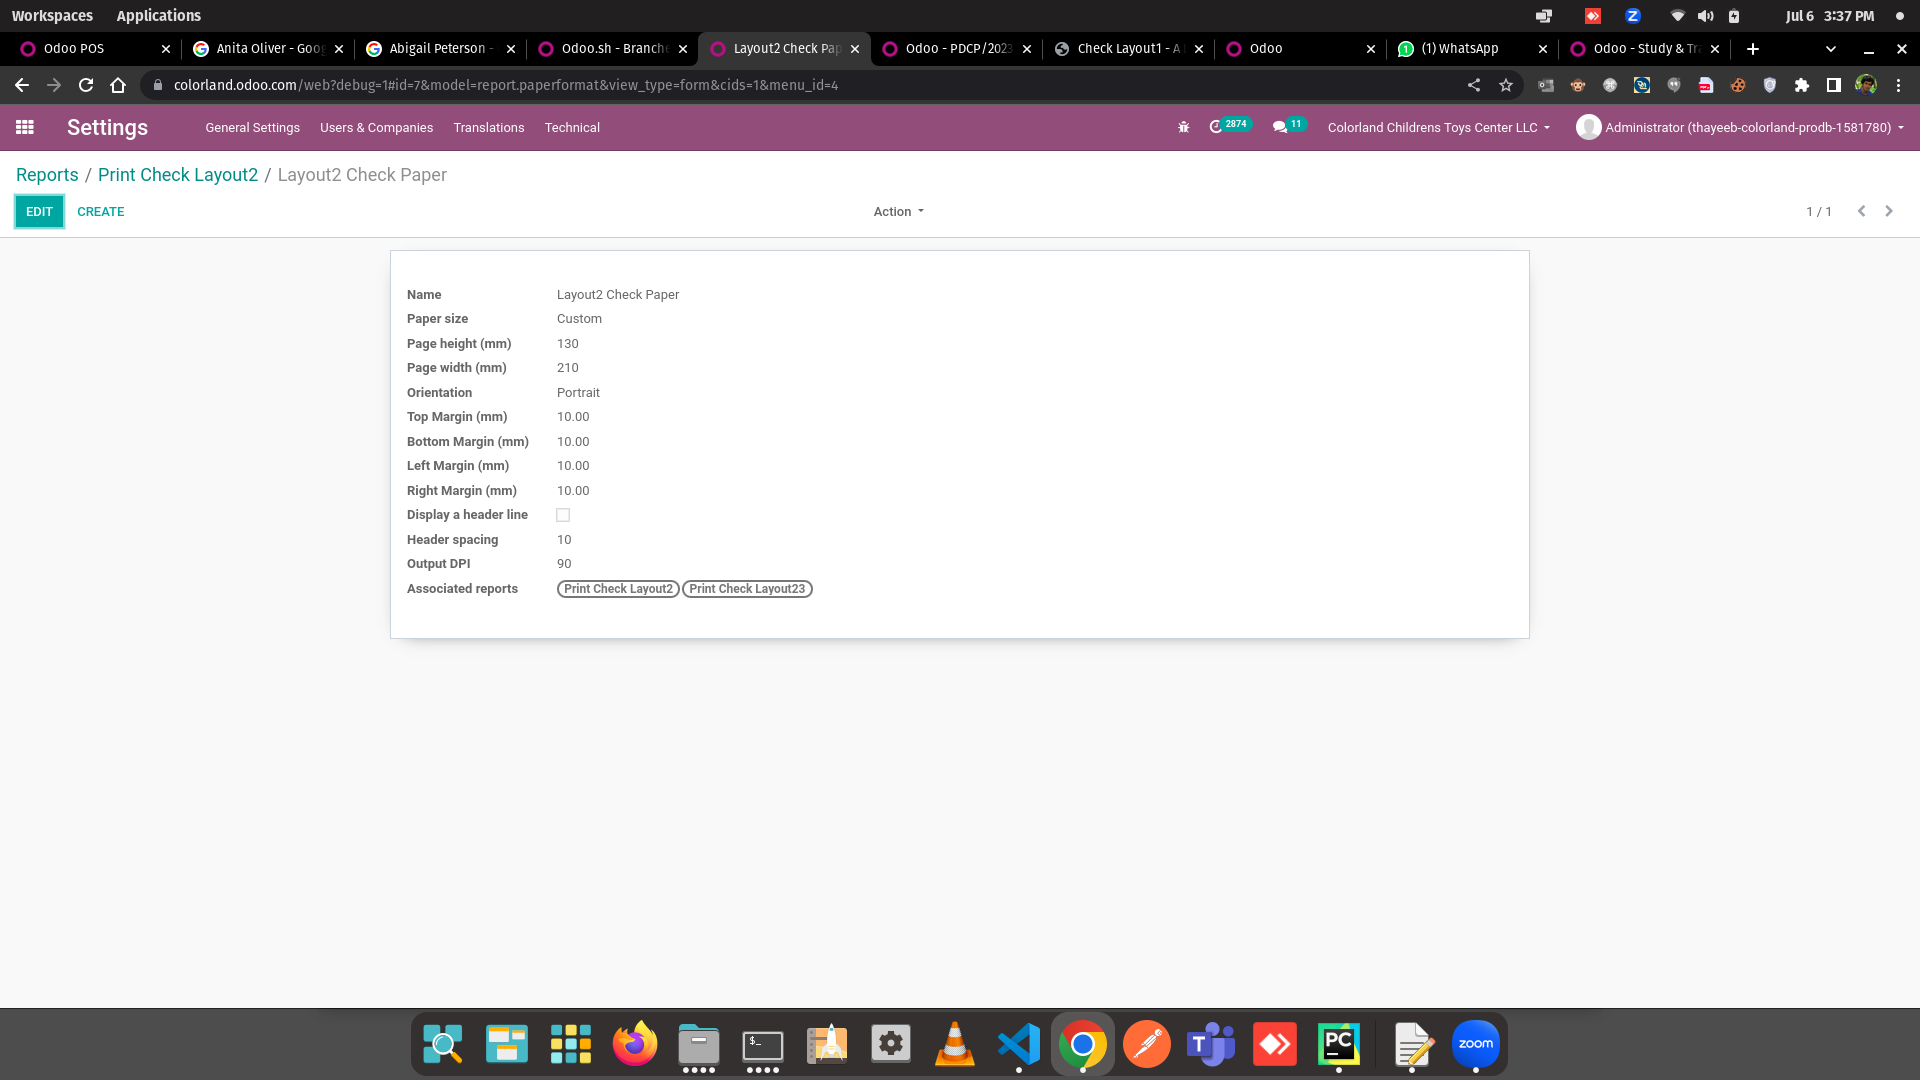 Workspaces Applications Jul 6 3:37 PM
Odoo POS Anita Oliver - Goog Abigail Peterson - Odoo.sh - Branche Layout2 Check Pap Odoo - PDCP/2023 Check Layout1 - A Odoo (1) WhatsApp Odoo - Study & Tra
colorland.odoo.com/web?debug=1#id=7&model=report.paperformat&view_type=form&cids=1&menu_id=4
Settings General Settings Users & Companies Translations Technical 2874 11 Colorland Childrens Toys Center LLC Administrator (thayeeb-colorland-prodb-1581780)
Reports / Print Check Layout2 / Layout2 Check Paper
EDIT CREATE Action 1 / 1
Name Layout2 Check Paper
Paper size Custom
Page height (mm) 130
Page width (mm) 210
Orientation Portrait
Top Margin (mm) 10.00
Bottom Margin (mm) 10.00
Left Margin (mm) 10.00
Right Margin (mm) 10.00
Display a header line
Header spacing 10
Output DPI 90
Associated reports Print Check Layout2 Print Check Layout23
$_ T PC zoom